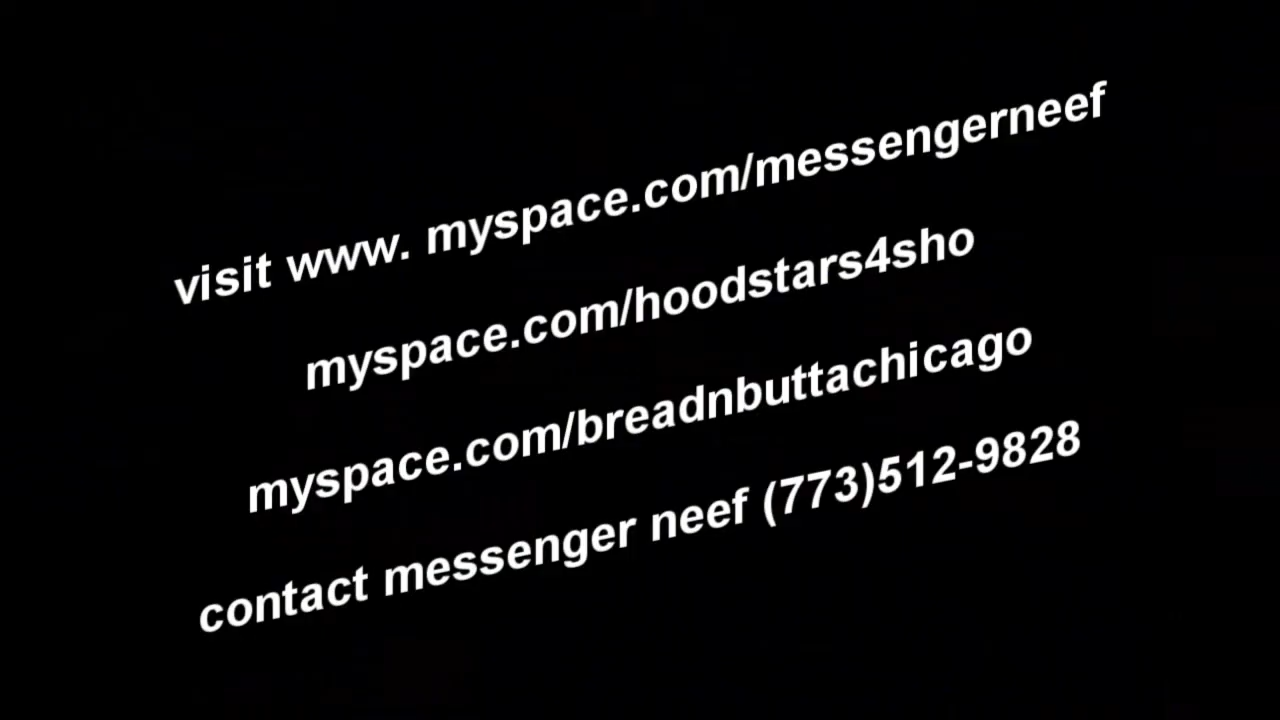 visit www. myspace.com/messengerneef
myspace.com/hoodstars4sho
myspace.com/breadnbuttachicago
contact messenger neef (773)512-9828